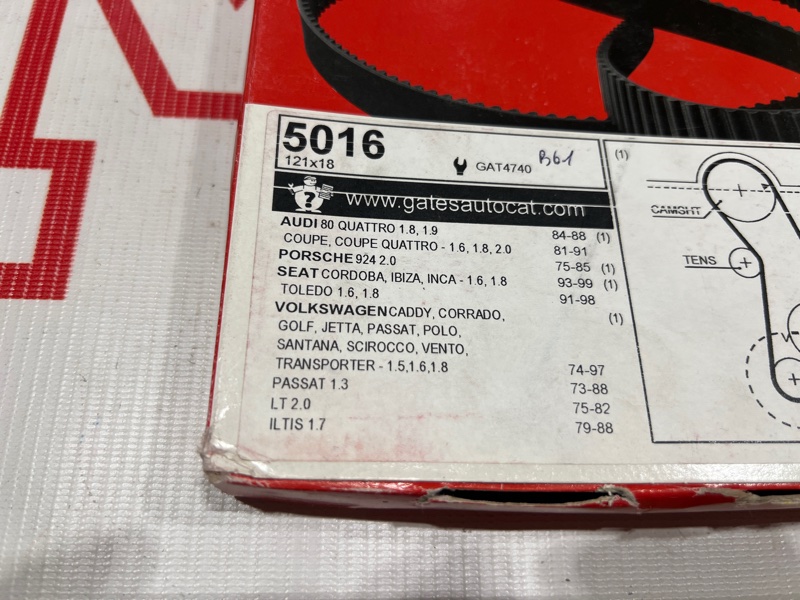 5016
121x18
GAT4740
B61
(1)
?
www.gatesautocat.com
AUDI 80 QUATTRO 1.8, 1.9 84-88 (1)
COUPE, COUPE QUATTRO - 1.6, 1.8, 2.0 81-91
PORSCHE 924 2.0 75-85 (1)
SEAT CORDOBA, IBIZA, INCA - 1.6, 1.8 93-99 (1)
TOLEDO 1.6, 1.8 91-98
VOLKSWAGEN CADDY, CORRADO, (1)
GOLF, JETTA, PASSAT, POLO,
SANTANA, SCIROCCO, VENTO,
TRANSPORTER - 1.5,1.6,1.8 74-97
PASSAT 1.3 73-88
LT 2.0 75-82
ILTIS 1.7 79-88
CAMSHT
TENS